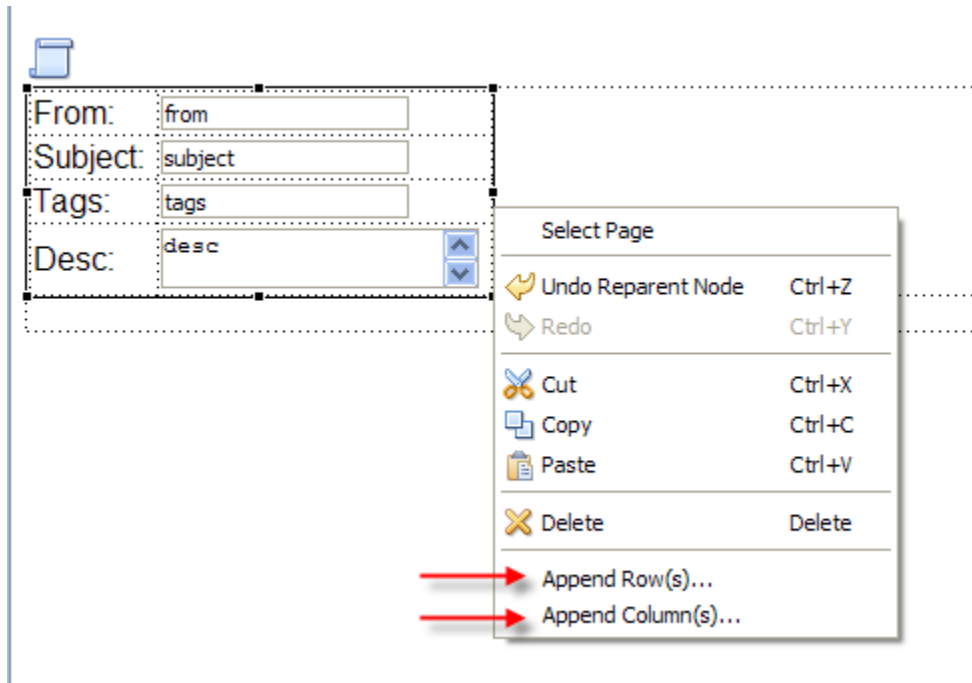 From: from
Subject: subject
Tags: tags
Desc: desc
Select Page
Undo Reparent Node Ctrl+Z
Redo Ctrl+Y
Cut Ctrl+X
Copy Ctrl+C
Paste Ctrl+V
Delete Delete
Append Row(s)...
Append Column(s)...